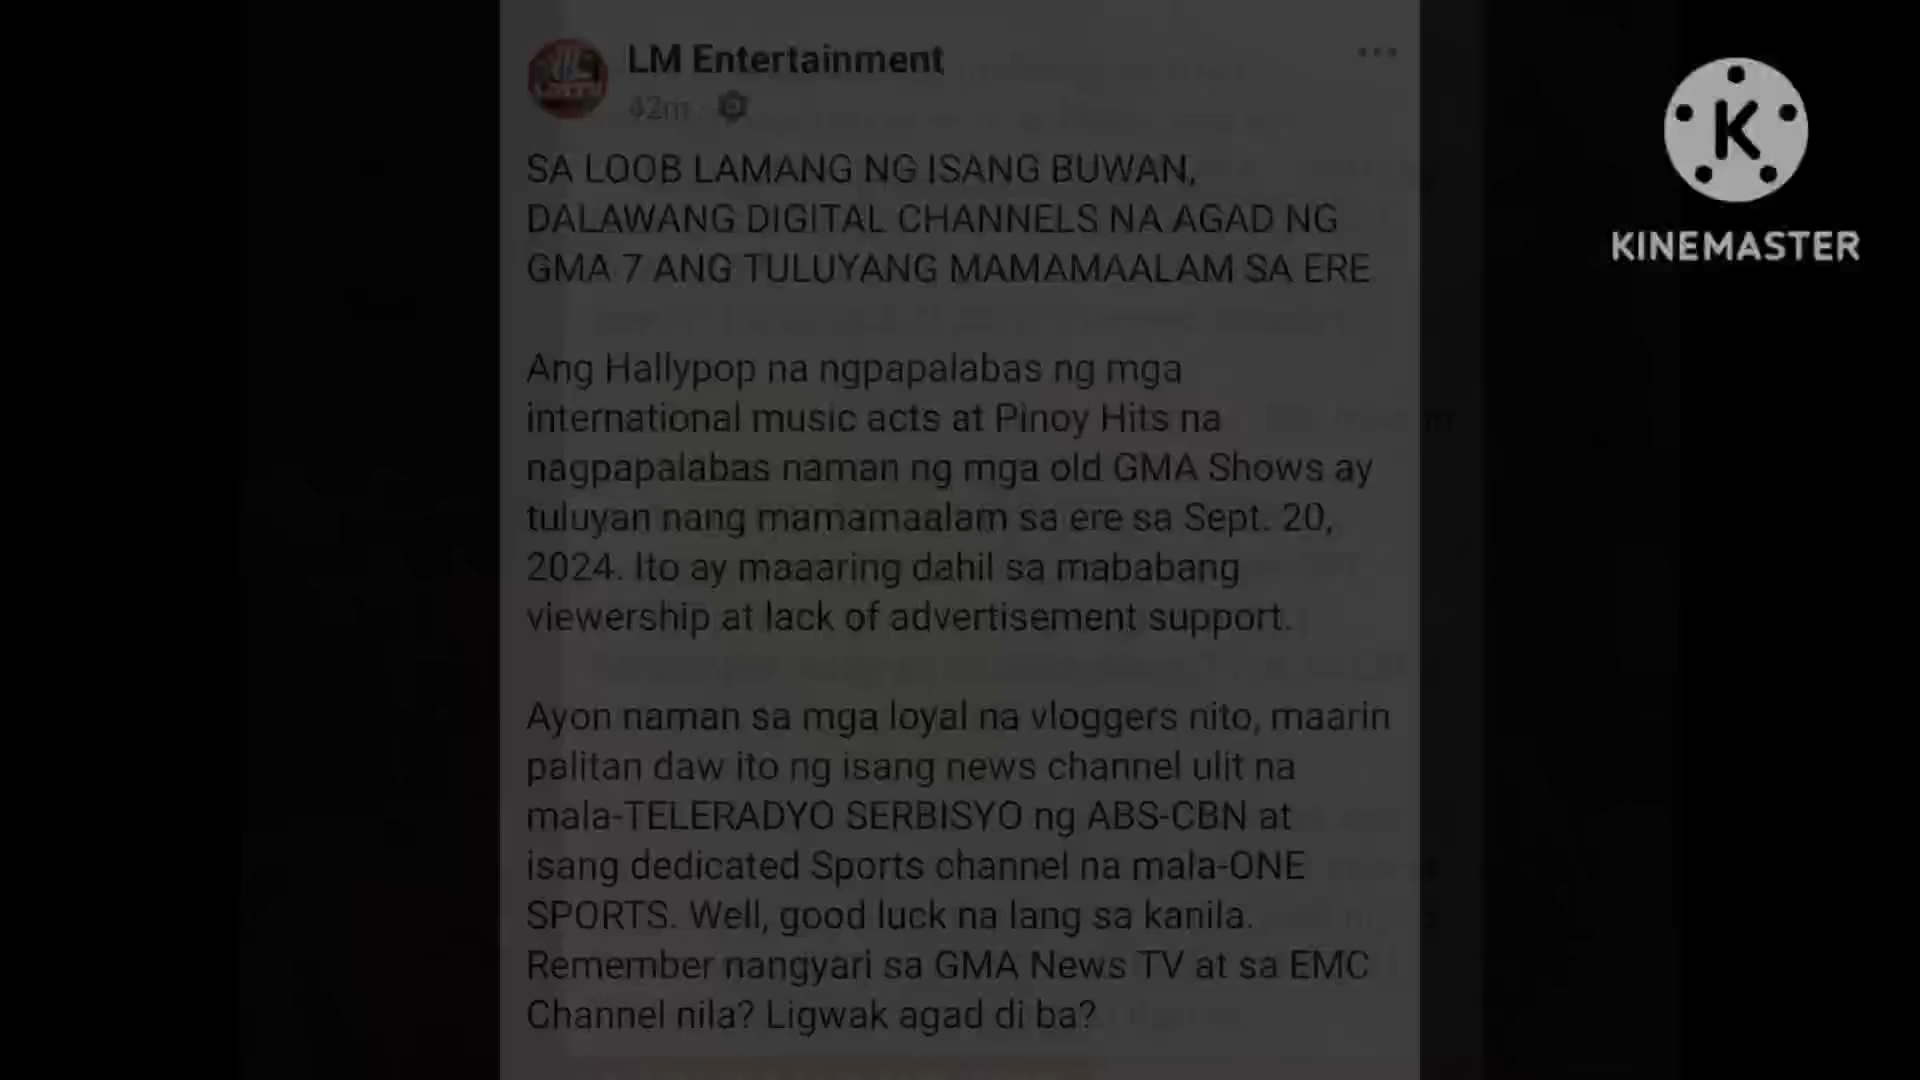 LM Entertainment
42m
SA LOOB LAMANG NG ISANG BUWAN,
DALAWANG DIGITAL CHANNELS NA AGAD NG
GMA 7 ANG TULUYANG MAMAMAALAM SA ERE
Ang Hallypop na ngpapalabas ng mga
international music acts at Pinoy Hits na
nagpapalabas naman ng mga old GMA Shows ay
tuluyan nang mamamaalam sa ere sa Sept. 20,
2024. Ito ay maaaring dahil sa mababang
viewership at lack of advertisement support.
Ayon naman sa mga loyal na vloggers nito, maarin
palitan daw ito ng isang news channel ulit na
mala-TELERADYO SERBISYO ng ABS-CBN at
isang dedicated Sports channel na mala-ONE
SPORTS. Well, good luck na lang sa kanila.
Remember nangyari sa GMA News TV at sa EMC
Channel nila? Ligwak agad di ba?
K
KINEMASTER